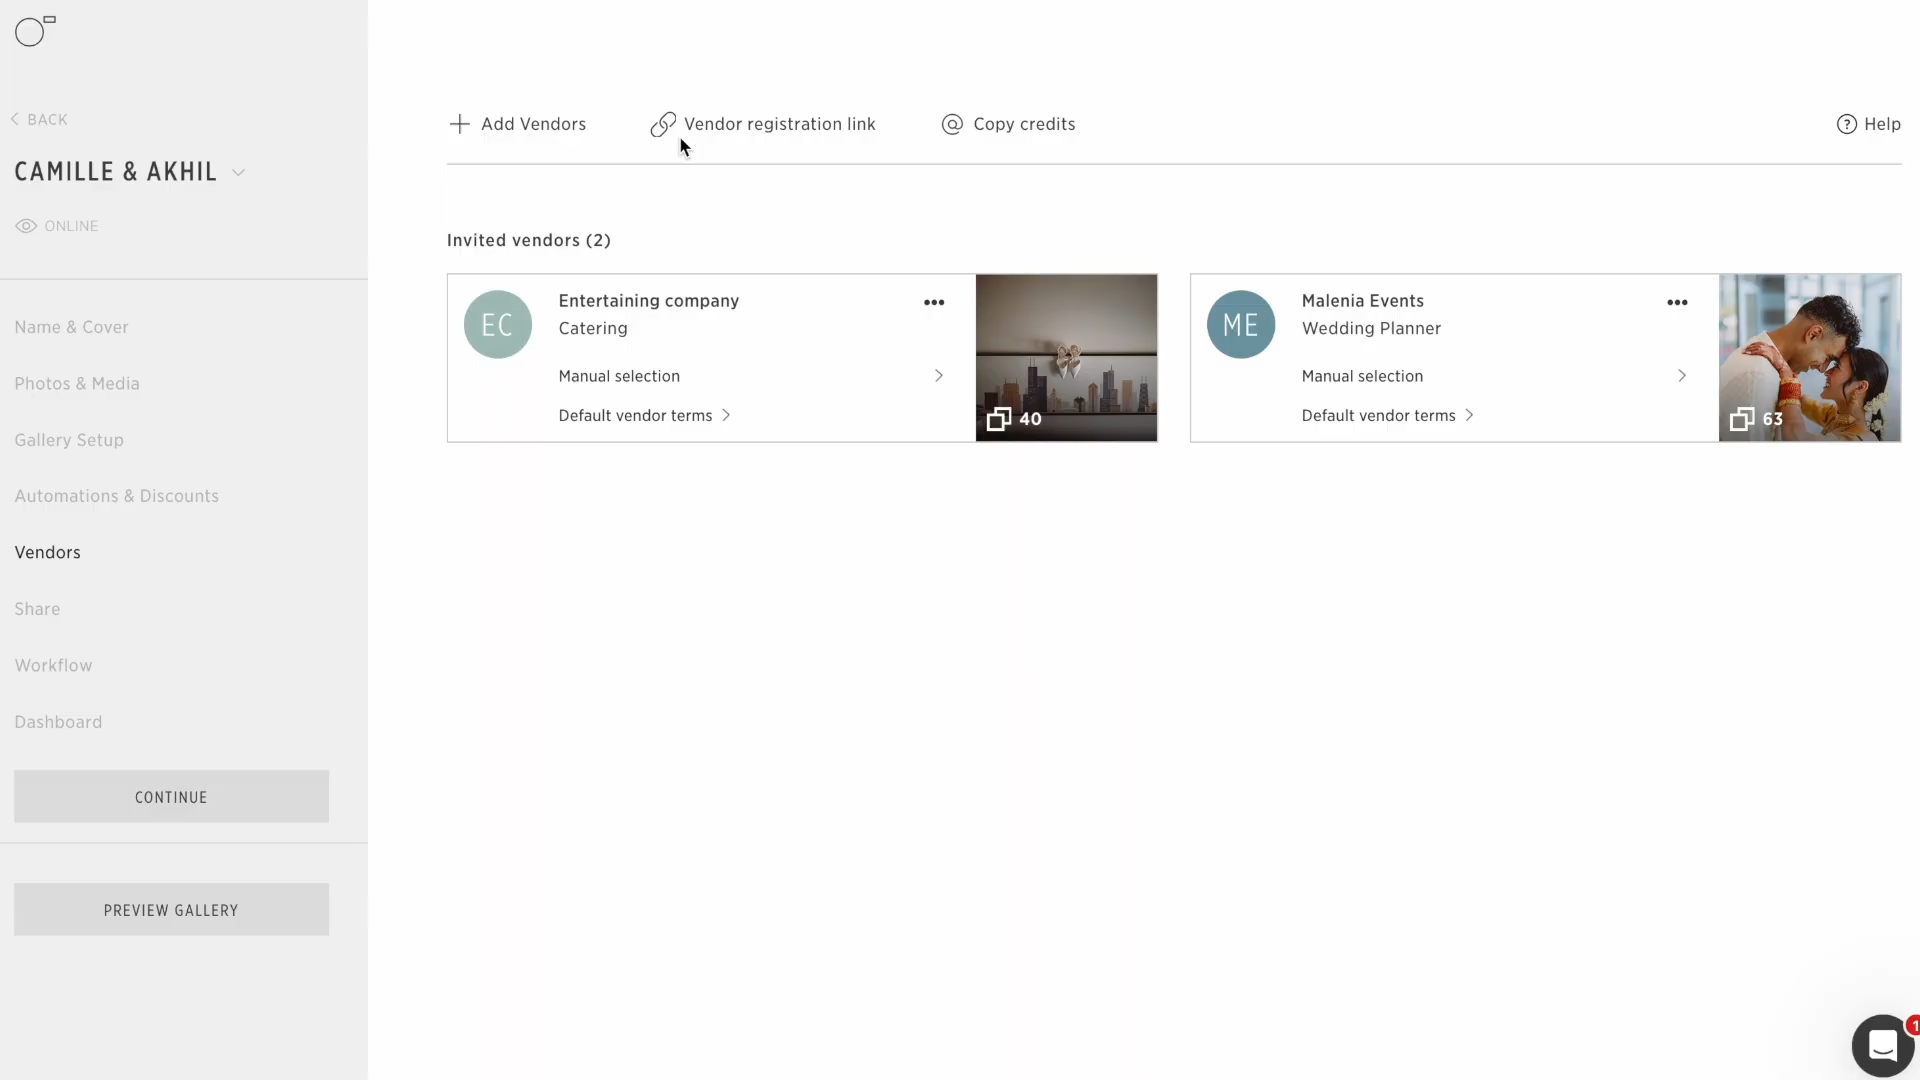 BACK
CAMILLE & AKHIL
ONLINE
Name & Cover
Photos & Media
Gallery Setup
Automations & Discounts
Vendors
Share
Workflow
Dashboard
CONTINUE
PREVIEW GALLERY
Add Vendors
Vendor registration link
@ Copy credits
? Help
Invited vendors (2)
EC
Entertaining company
Catering
Manual selection
Default vendor terms
40
ME
Malenia Events
Wedding Planner
Manual selection
Default vendor terms
63
1